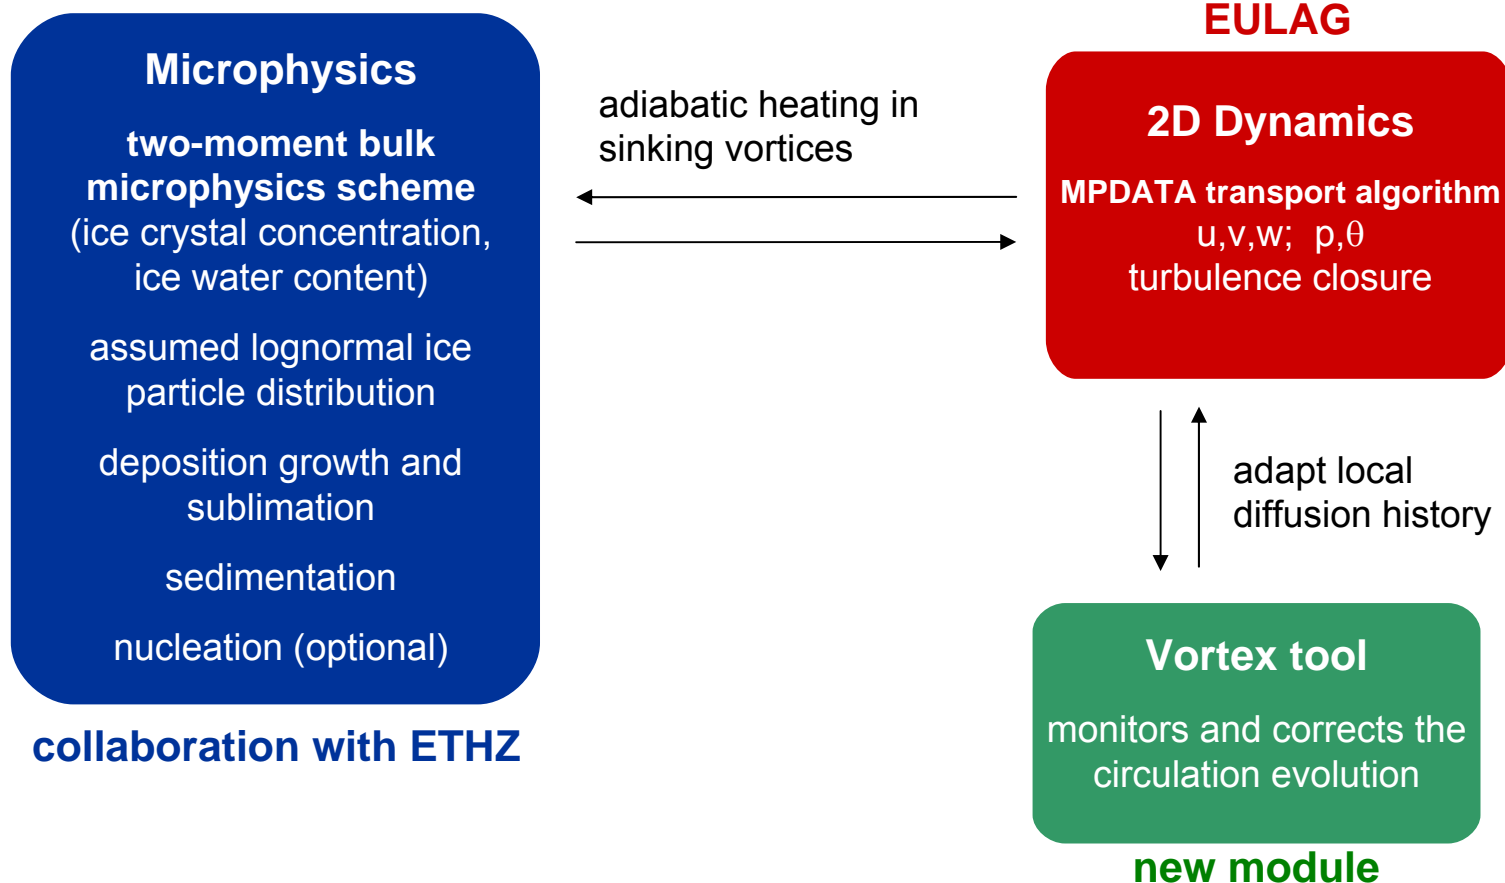 Microphysics
two-moment bulk
microphysics scheme
(ice crystal concentration,
ice water content)
assumed lognormal ice
particle distribution
deposition growth and
sublimation
sedimentation
nucleation (optional)
collaboration with ETHZ
adiabatic heating in
sinking vortices
EULAG
2D Dynamics
MPDATA transport algorithm
u,v,w; p,θ
turbulence closure
adapt local
diffusion history
Vortex tool
monitors and corrects the
circulation evolution
new module